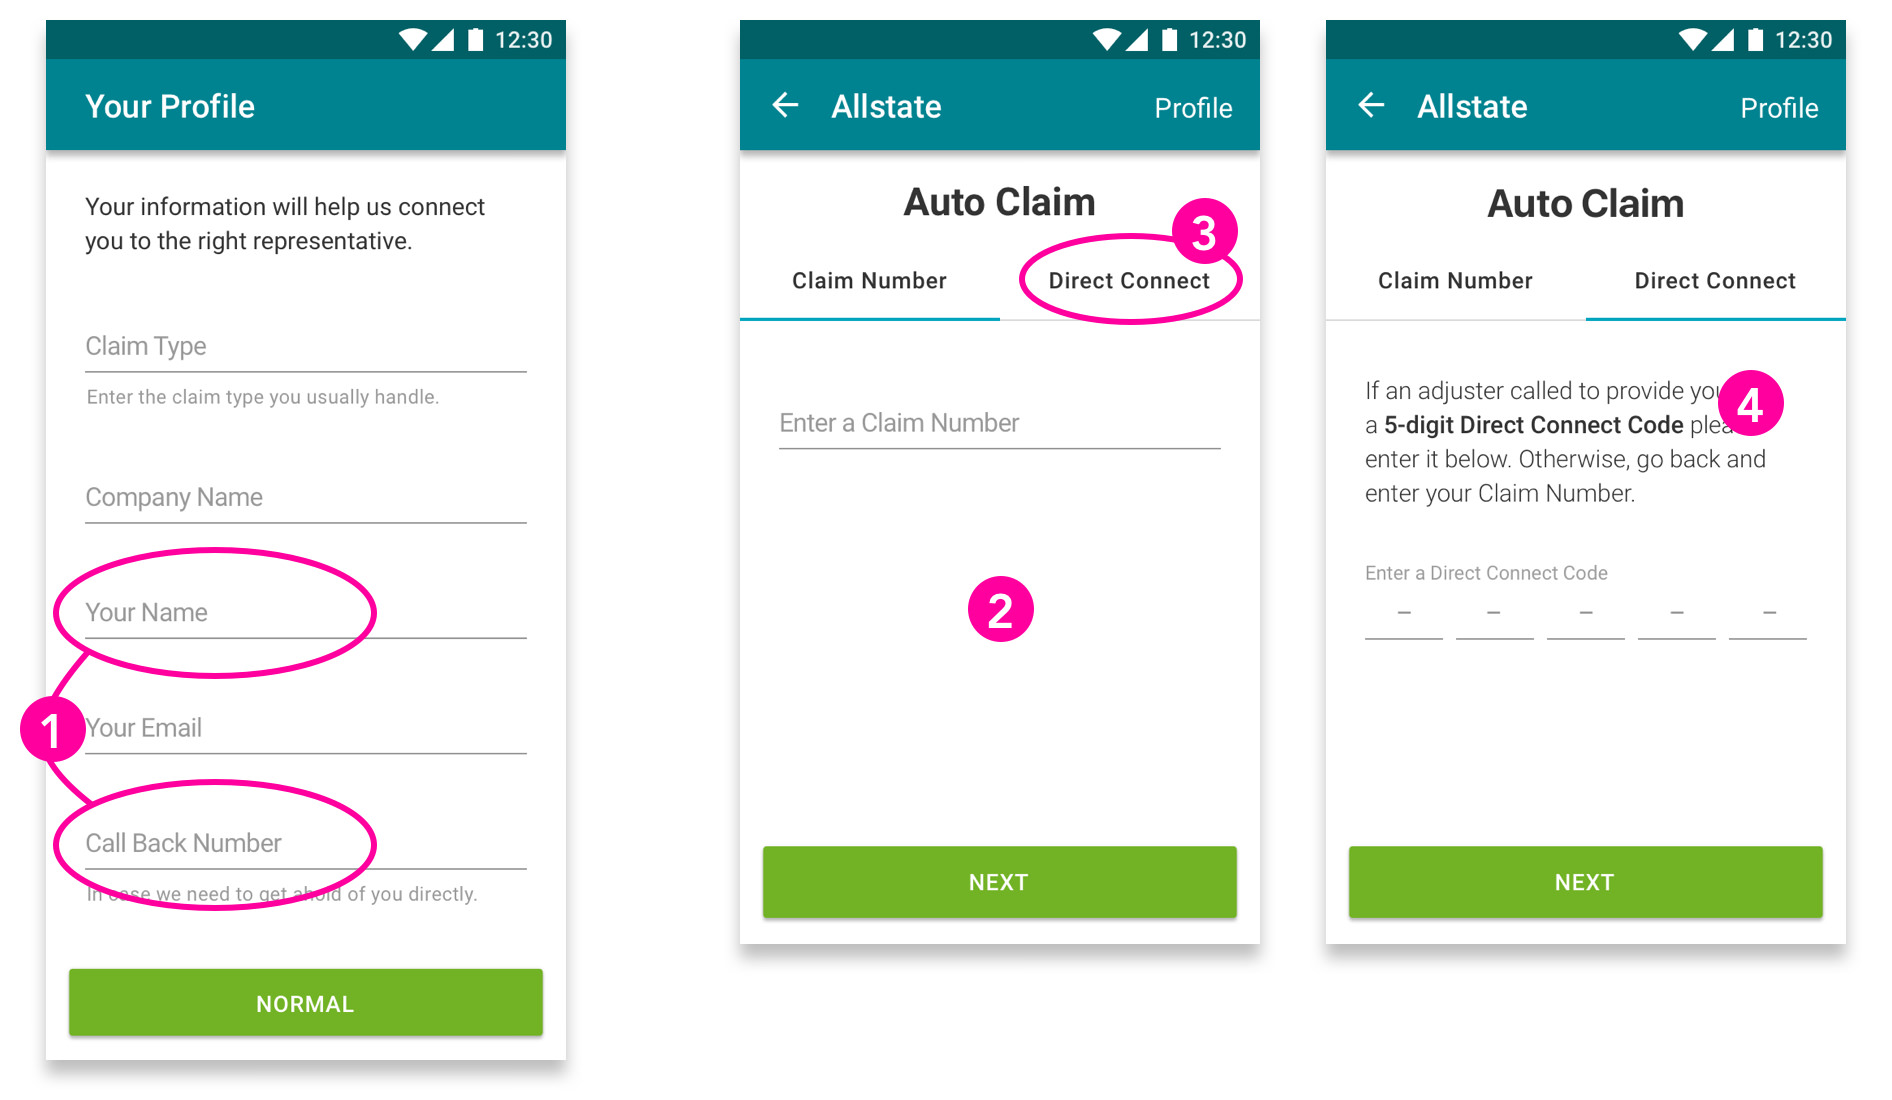 12:30
Your Profile
Your information will help us connect
you to the right representative.
Claim Type
Enter the claim type you usually handle.
Company Name
Your Name
1
Your Email
Call Back Number
In case we need to get ahold of you directly.
NORMAL
12:30
Allstate
Profile
Auto Claim
3
Claim Number
Direct Connect
Enter a Claim Number
2
NEXT
12:30
Allstate
Profile
Auto Claim
Claim Number
Direct Connect
If an adjuster called to provide you
4
a 5-digit Direct Connect Code
enter it below. Otherwise, go back and
enter your Claim Number.
Enter a Direct Connect Code
– – – – –
NEXT